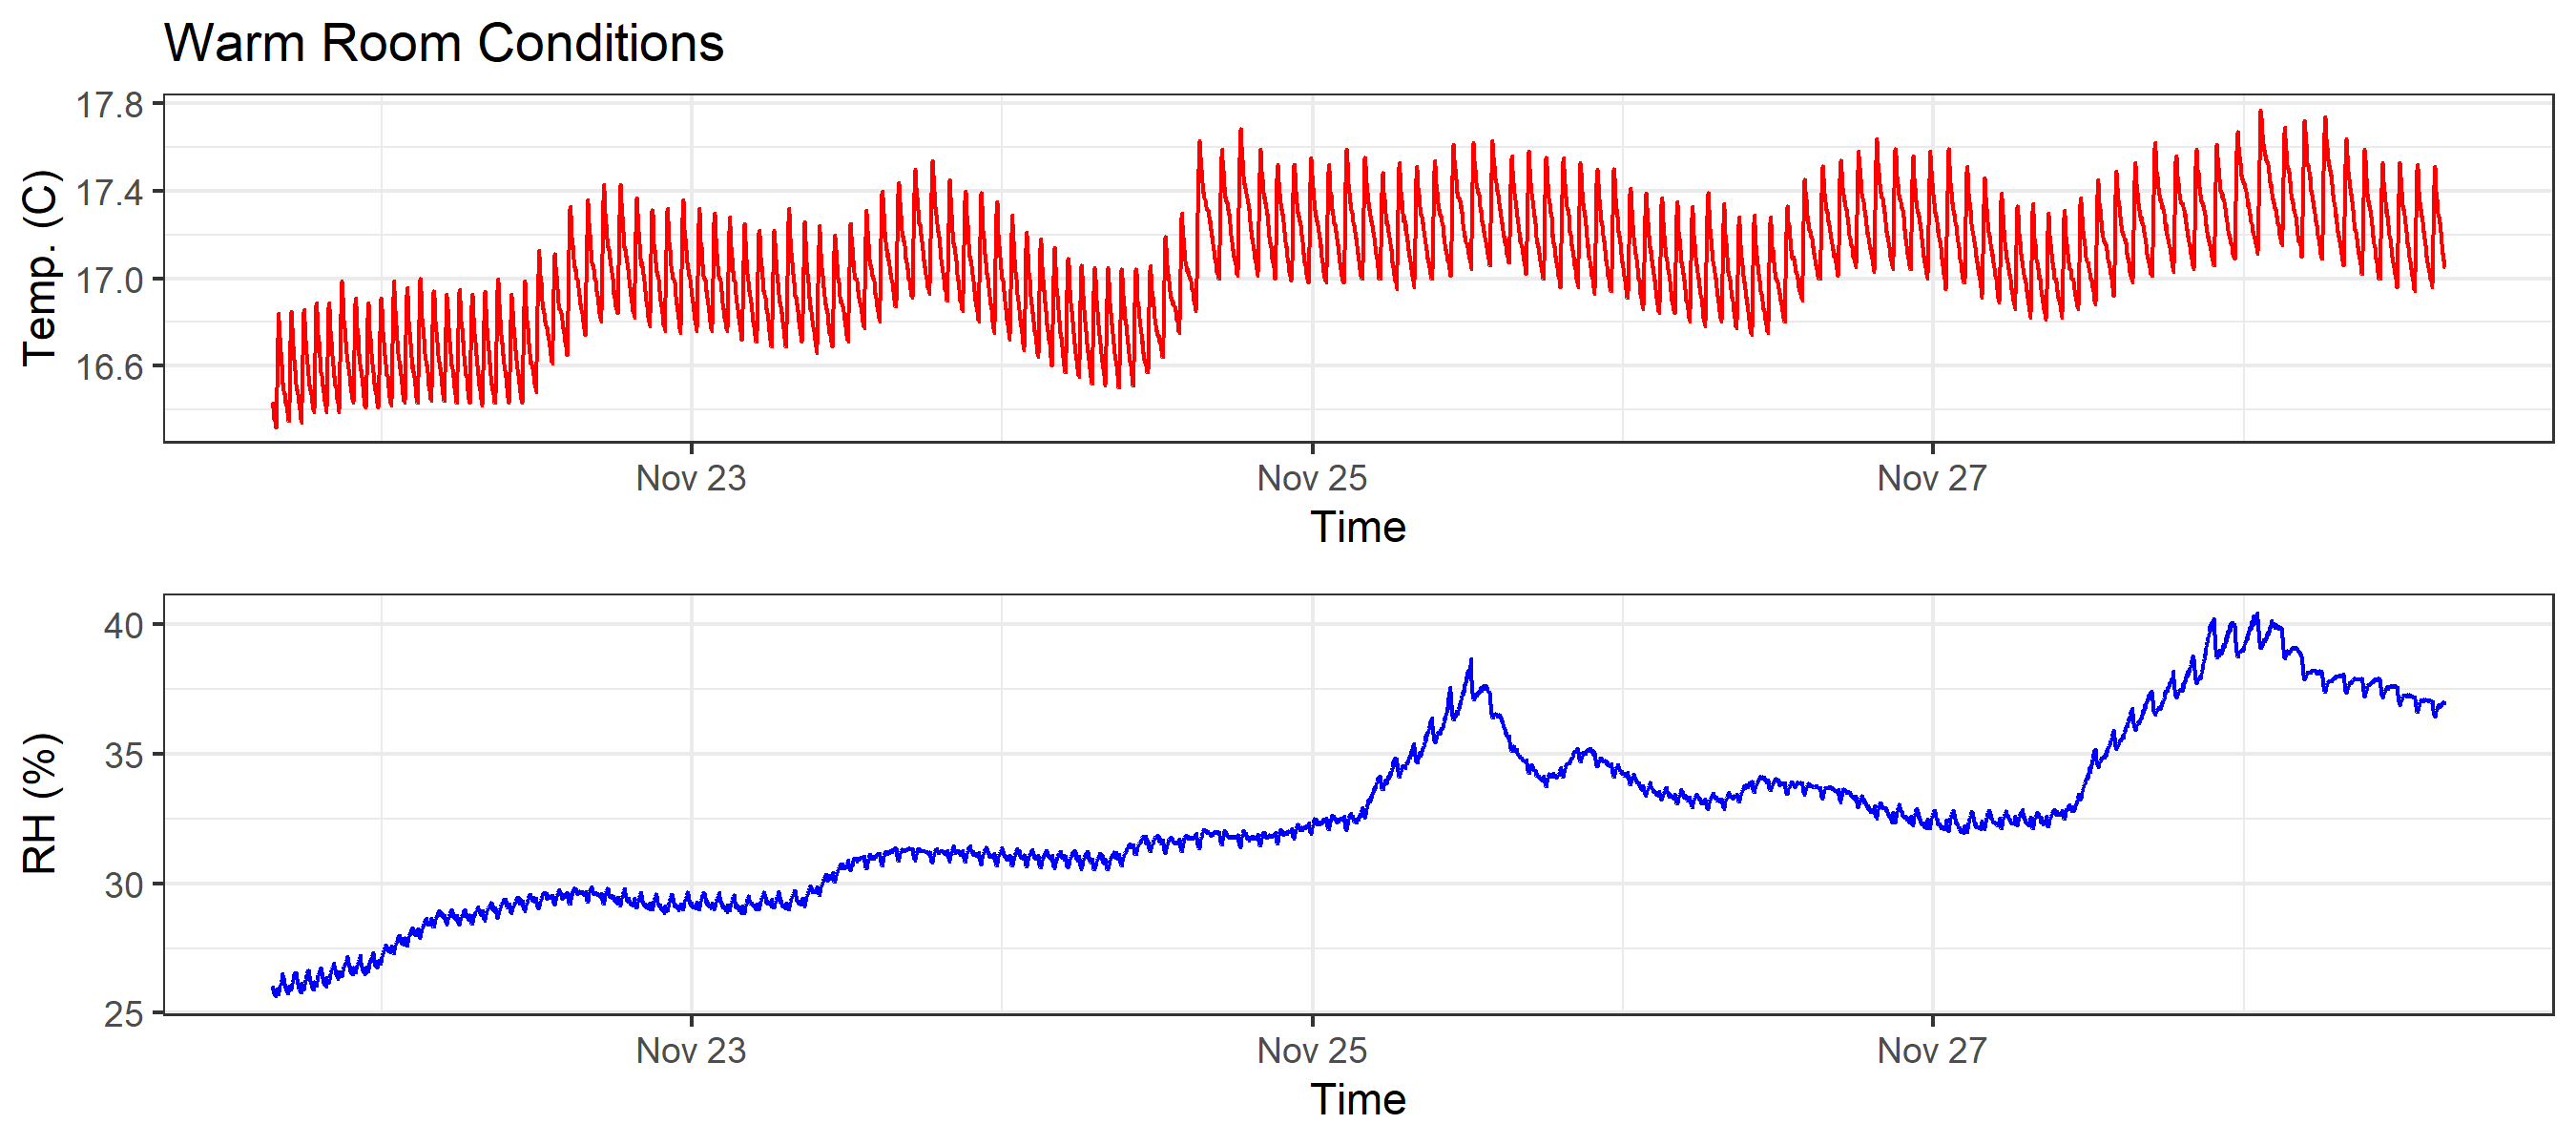 Warm Room Conditions
Temp. (C)
17.8
17.4
17.0
16.6
Nov 23 Nov 25 Nov 27
Time
RH (%)
40
35
30
25
Nov 23 Nov 25 Nov 27
Time